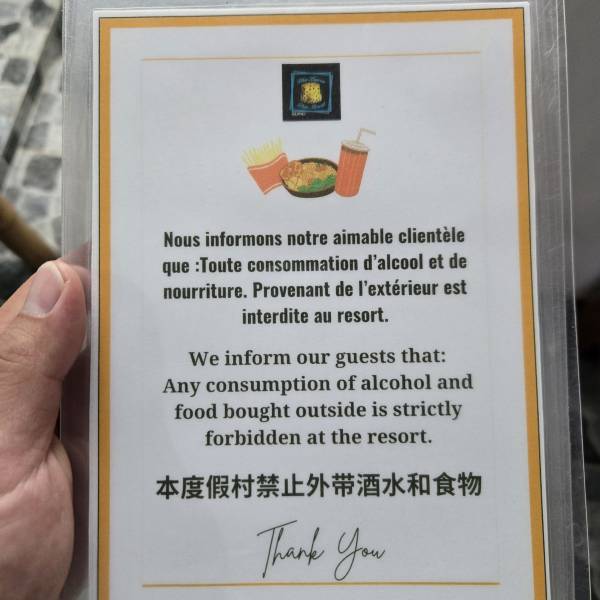 Nous informons notre aimable clientèle
que :Toute consommation d'alcool et de
nourriture. Provenant de l'extérieur est
interdite au resort.
We inform our guests that:
Any consumption of alcohol and
food bought outside is strictly
forbidden at the resort.
本度假村禁止外带酒水和食物
Thank You